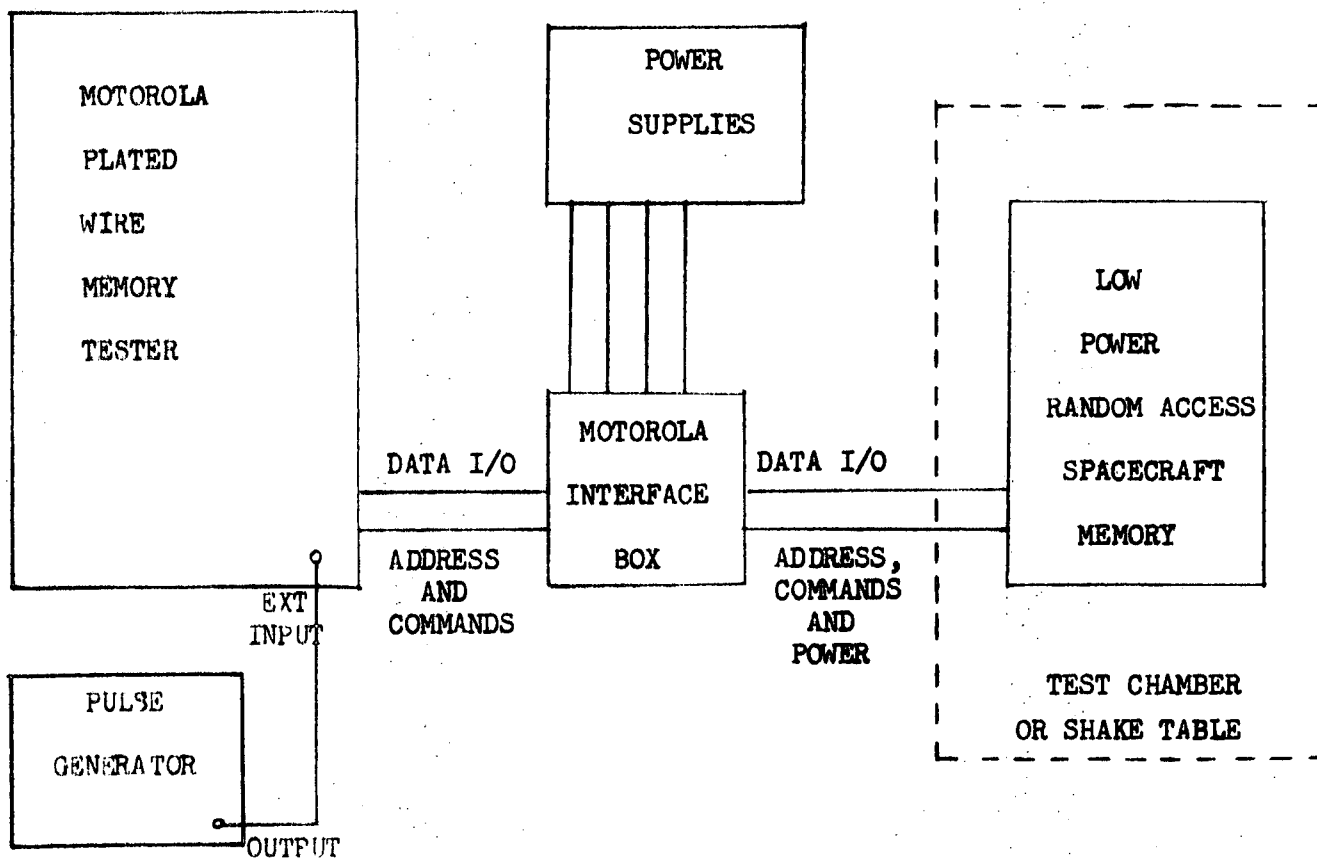 MOTOROLA
PLATED
WIRE
MEMORY
TESTER
EXT
INPUT
PULSE
GENERATOR
OUTPUT
POWER
SUPPLIES
DATA I/O
ADDRESS
AND
COMMANDS
MOTOROLA
INTERFACE
BOX
DATA I/O
ADDRESS,
COMMANDS
AND
POWER
LOW
POWER
RANDOM ACCESS
SPACECRAFT
MEMORY
TEST CHAMBER
OR SHAKE TABLE